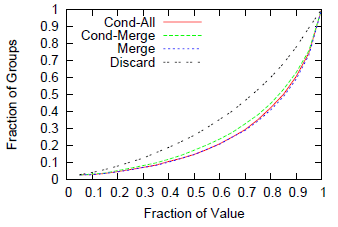 1
0.9
0.8
0.7
0.6
0.5
0.4
0.3
0.2
0.1
0
Fraction of Groups
Cond-All
Cond-Merge
Merge
Discard
0 0.1 0.2 0.3 0.4 0.5 0.6 0.7 0.8 0.9 1
Fraction of Value